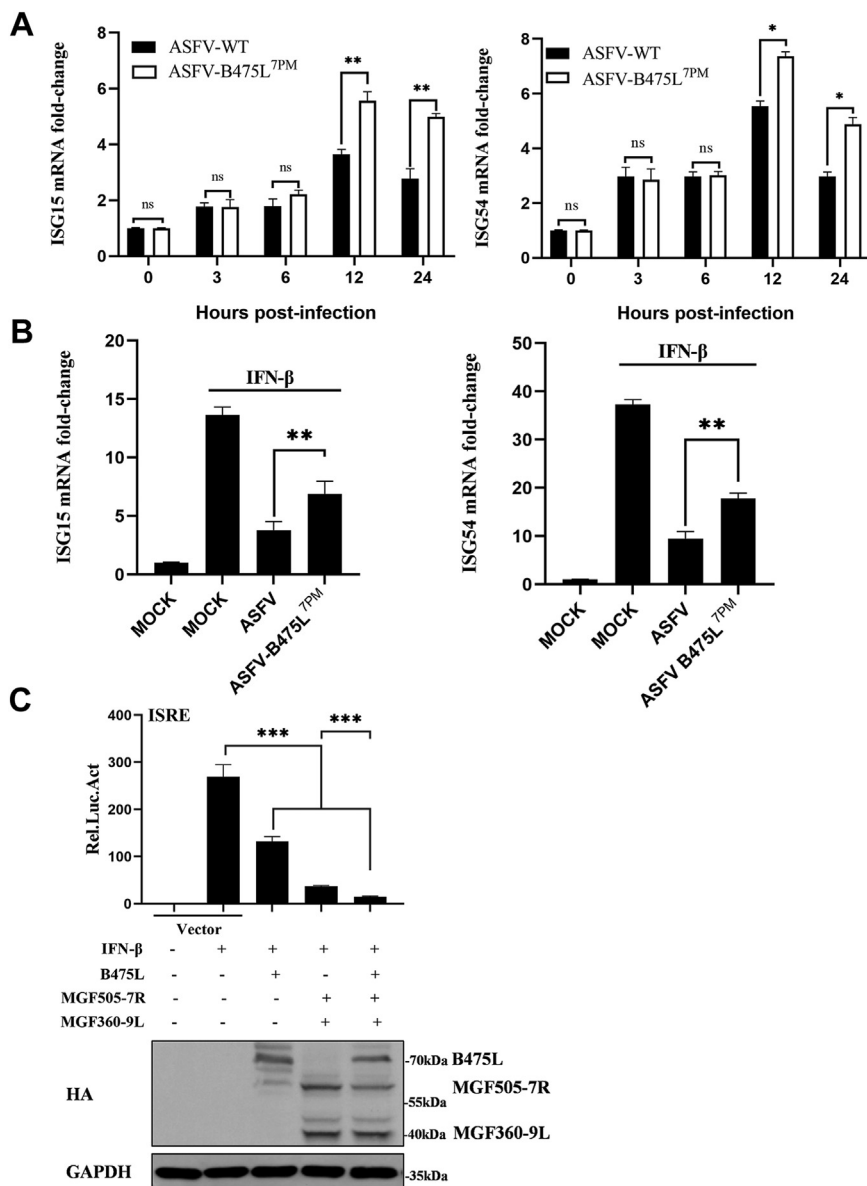 A
ASFV-WT
ASFV-B475L7PM
ISG15 mRNA fold-change
8
6
4
2
0
ns
ns
ns
**
**
0 3 6 12 24
Hours post-infection
ASFV-WT
ASFV-B475L7PM
ISG54 mRNA fold-change
8
6
4
2
0
ns
ns
ns
*
*
0 3 6 12 24
Hours post-infection
B
ISG15 mRNA fold-change
20
15
10
5
0
IFN-β
**
MOCK
MOCK
ASFV
ASFV-B475L7PM
ISG54 mRNA fold-change
50
40
30
20
10
0
IFN-β
**
MOCK
MOCK
ASFV
ASFV B475L7PM
C
ISRE
Rel.Luc.Act
400
300
200
100
0
***
***
Vector
IFN-β - + + + +
B475L - - + - +
MGF505-7R - - - + +
MGF360-9L - - - + +
HA
-70kDa B475L
MGF505-7R
-55kDa
-40kDa MGF360-9L
GAPDH
-35kDa